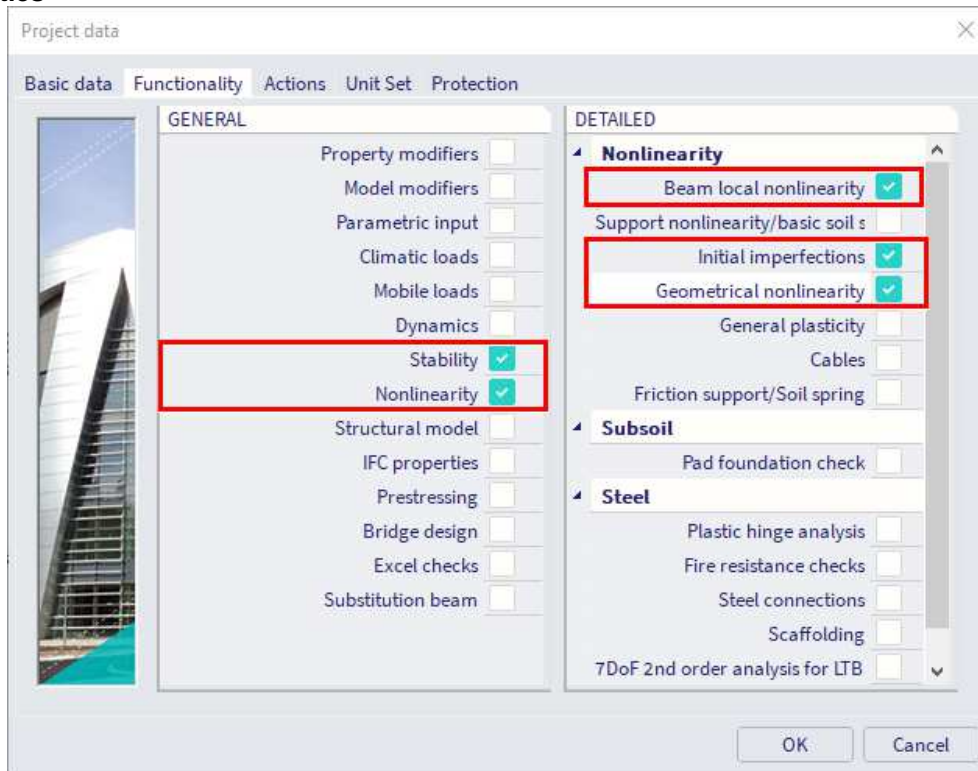 Project data
Basic data Functionality Actions Unit Set Protection
GENERAL
Property modifiers
Model modifiers
Parametric input
Climatic loads
Mobile loads
Dynamics
Stability
Nonlinearity
Structural model
IFC properties
Prestressing
Bridge design
Excel checks
Substitution beam
DETAILED
Nonlinearity
Beam local nonlinearity
Support nonlinearity/basic soil s
Initial imperfections
Geometrical nonlinearity
General plasticity
Cables
Friction support/Soil spring
Subsoil
Pad foundation check
Steel
Plastic hinge analysis
Fire resistance checks
Steel connections
Scaffolding
7DoF 2nd order analysis for LTB
OK Cancel